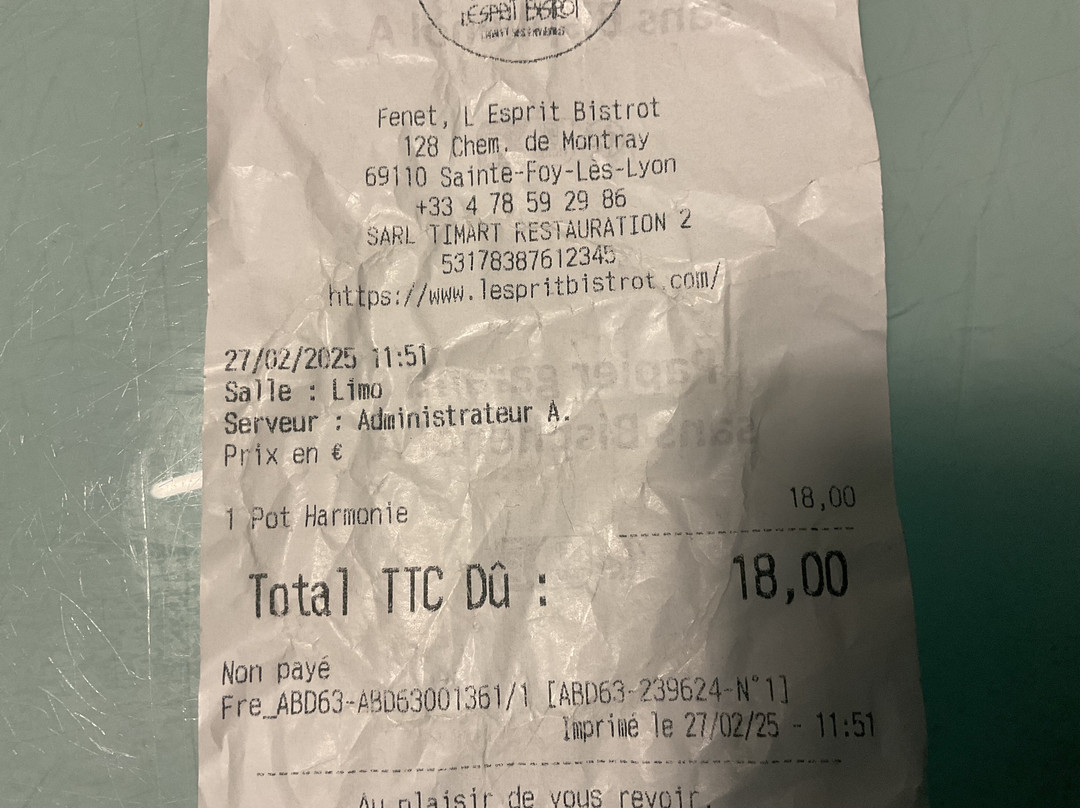 L'ESPRIT BISTROT
Fenet, L Esprit Bistrot
128 Chem. de Montray
69110 Sainte-Foy-Lès-Lyon
+33 4 78 59 29 86
SARL TIMART RESTAURATION 2
53178387612345
https://www.lespritbistrot.com/
27/02/2025 11:51
Salle : Limo
Serveur : Administrateur A.
Prix en €
1 Pot Harmonie 18,00
Total TTC Dû : 18,00
Non payé
Fre_ABD63-ABD63001361/1 [ABD63-239624-N°1]
Imprimé le 27/02/25 - 11:51
Au plaisir de vous revoir.